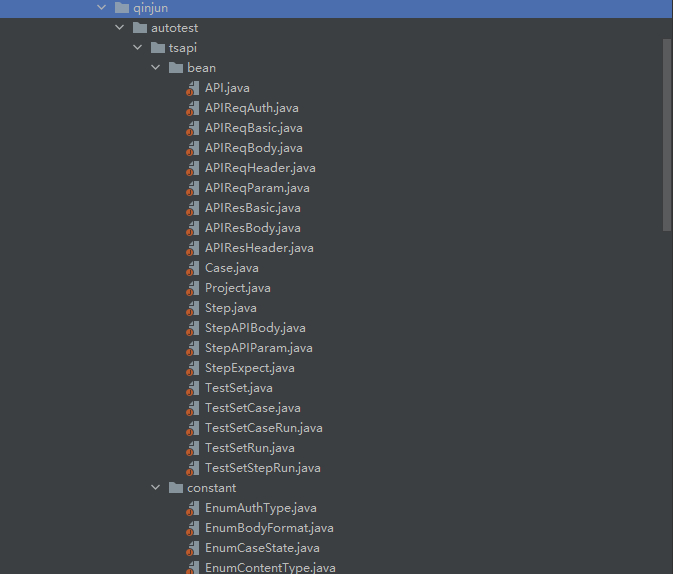 qinjun
autotest
tsapi
bean
API.java
APIReqAuth.java
APIReqBasic.java
APIReqBody.java
APIReqHeader.java
APIReqParam.java
APIResBasic.java
APIResBody.java
APIResHeader.java
Case.java
Project.java
Step.java
StepAPIBody.java
StepAPIParam.java
StepExpect.java
TestSet.java
TestSetCase.java
TestSetCaseRun.java
TestSetRun.java
TestSetStepRun.java
constant
EnumAuthType.java
EnumBodyFormat.java
EnumCaseState.java
EnumContentType.java